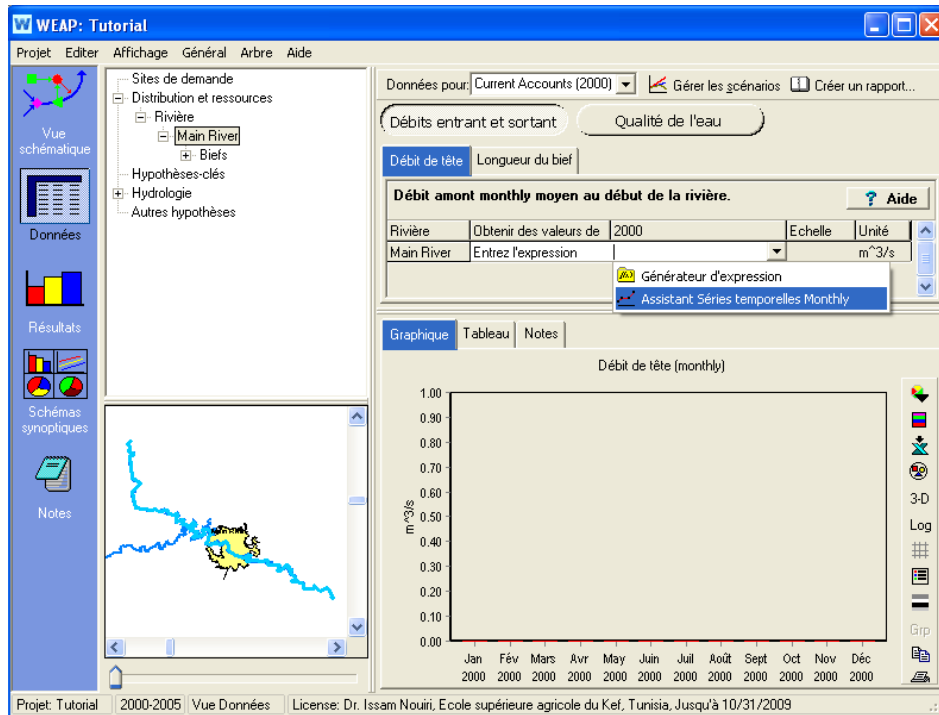 WEAP: Tutorial
Projet Editer Affichage Général Arbre Aide
Vue schématique
Données
Résultats
Schémas synoptiques
Notes
Sites de demande
Distribution et ressources
Rivière
Main River
Biefs
Hypothèses-clés
Hydrologie
Autres hypothèses
Données pour: Current Accounts (2000) Gérer les scénarios Créer un rapport...
Débits entrant et sortant Qualité de l'eau
Débit de tête Longueur du bief
Débit amont monthly moyen au début de la rivière. ? Aide
Rivière Obtenir des valeurs de 2000 Echelle Unité
Main River Entrez l'expression m^3/s
Générateur d'expression
Assistant Séries temporelles Monthly
Graphique Tableau Notes
Débit de tête (monthly)
1.00
0.90
0.80
0.70
0.60
0.50
0.40
0.30
0.20
0.10
0.00
m^3/s
Jan Fév Mars Avr May Juin Juil Août Sept Oct Nov Déc
2000 2000 2000 2000 2000 2000 2000 2000 2000 2000 2000 2000
3-D
Log
Grp
Projet: Tutorial 2000-2005 Vue Données License: Dr. Issam Nouiri, Ecole supérieure agricole du Kef, Tunisia, Jusqu'à 10/31/2009